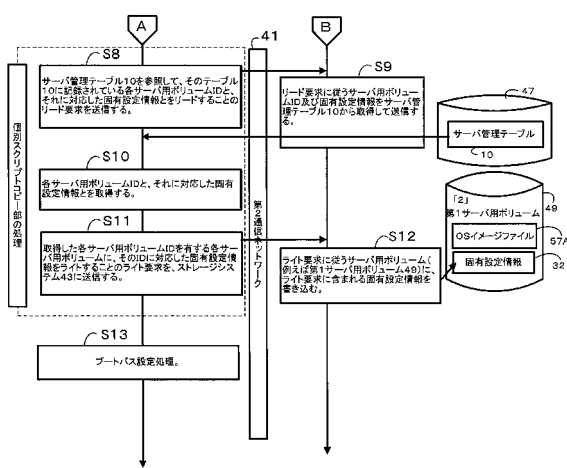 A
B
41
S8
サーバ管理テーブル10を参照して、そのテーブル
10に記録されている各サーバ用ボリュームIDと、
それに対応した固有設定情報とをリードすることの
リード要求を送信する。
S9
リード要求に従うサーバ用ボリュー
ムID及び固有設定情報をサーバ管
理テーブル10から取得して送信す
る。
47
サーバ管理テーブル
10
S10
各サーバ用ボリュームIDと、それに対応した固有
設定情報とを取得する。
S11
取得した各サーバ用ボリュームIDを有する各サー
バ用ボリュームに、そのIDに対応した固有設定情
報をライトすることのライト要求を、ストレージシス
テム43に送信する。
個別スクリプトコピー部の処理
第2通信ネットワーク
S12
ライト要求に従うサーバ用ボリューム(
例えば第1サーバ用ボリューム49)に、
ライト要求に含まれる固有設定情報を
書き込む。
「2」
第1サーバ用ボリューム
49
OSイメージファイル
57A
固有設定情報
32
S13
ブートパス設定処理。